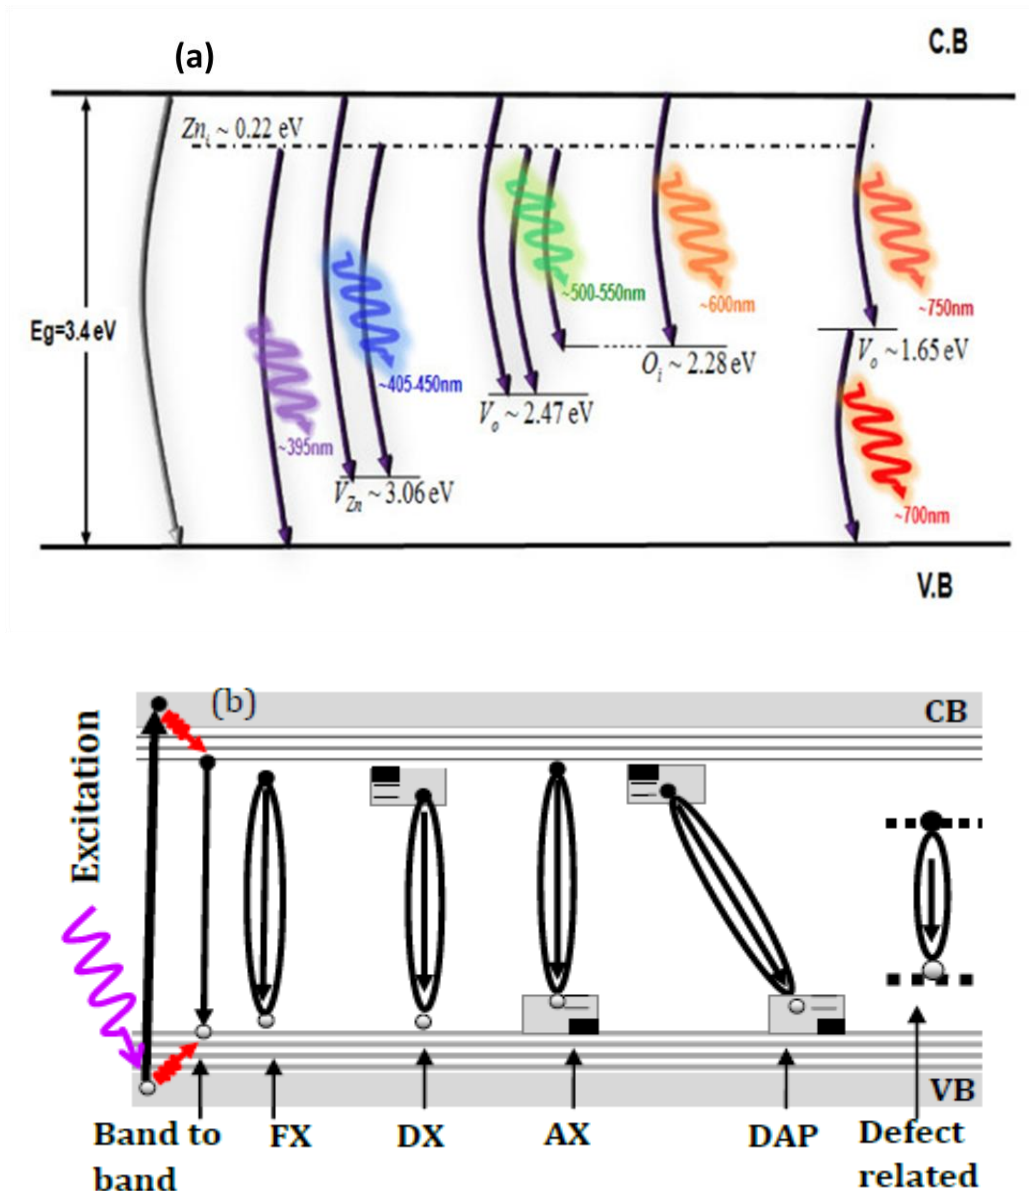 (a)
C.B
Zn_i ~ 0.22 eV
~500-550nm
~600nm
~750nm
Eg=3.4 eV
V_o ~ 1.65 eV
O_i ~ 2.28 eV
~405-450nm
V_o ~ 2.47 eV
~395nm
V_Zn ~ 3.06 eV
~700nm
V.B
(b)
CB
Excitation
VB
Band to band
FX
DX
AX
DAP
Defect related